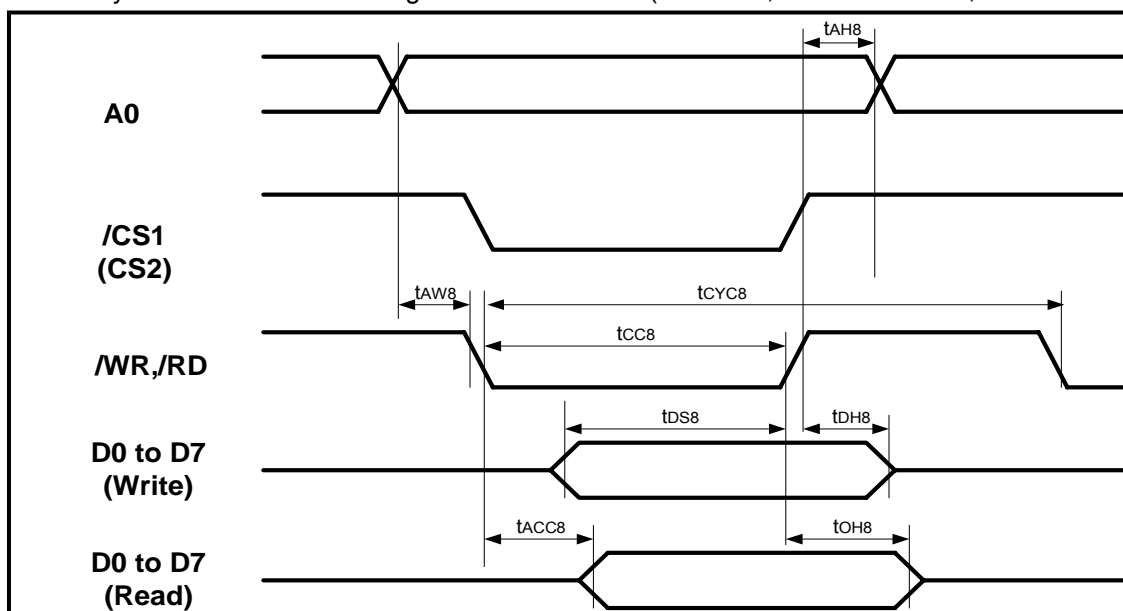 tAH8
A0
/CS1
(CS2)
tAW8
tCYC8
tCC8
/WR,/RD
tDS8
tDH8
D0 to D7
(Write)
tACC8
tOH8
D0 to D7
(Read)